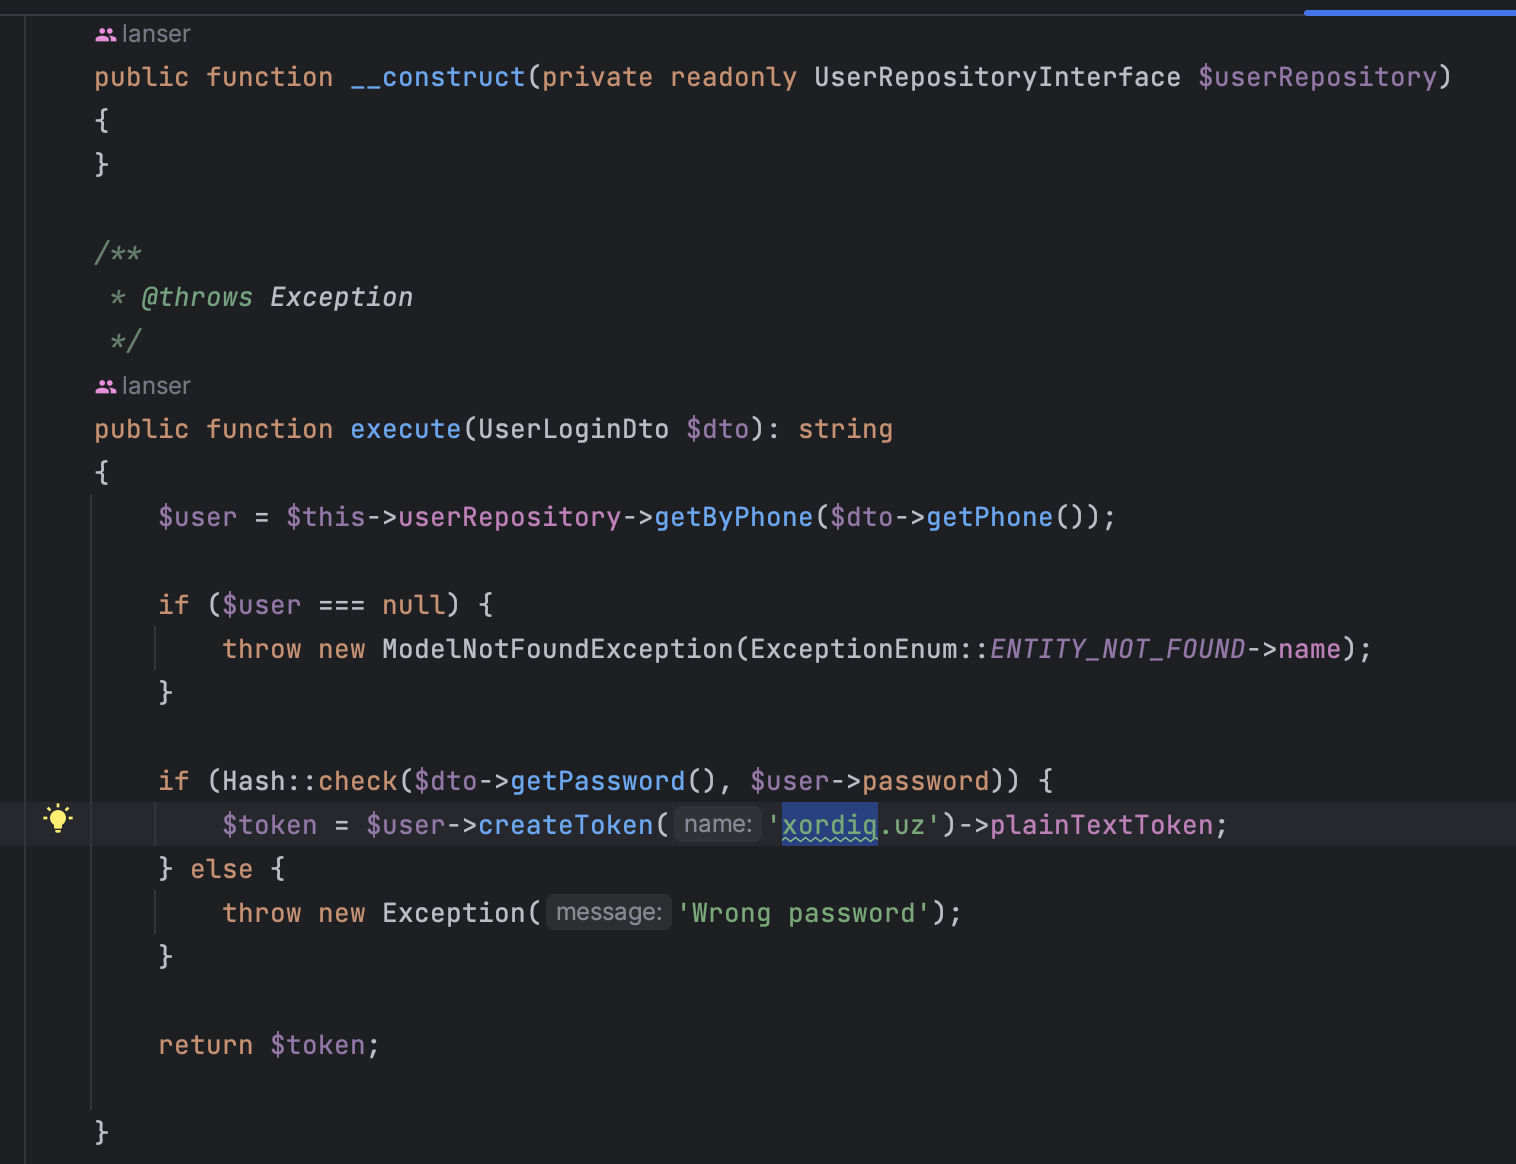 lanser
public function __construct(private readonly UserRepositoryInterface $userRepository)
{
}
/**
* @throws Exception
*/
lanser
public function execute(UserLoginDto $dto): string
{
$user = $this->userRepository->getByPhone($dto->getPhone());
if ($user === null) {
throw new ModelNotFoundException(ExceptionEnum::ENTITY_NOT_FOUND->name);
}
if (Hash::check($dto->getPassword(), $user->password)) {
$token = $user->createToken( name: 'xordiq.uz')->plainTextToken;
} else {
throw new Exception( message: 'Wrong password');
}
return $token;
}